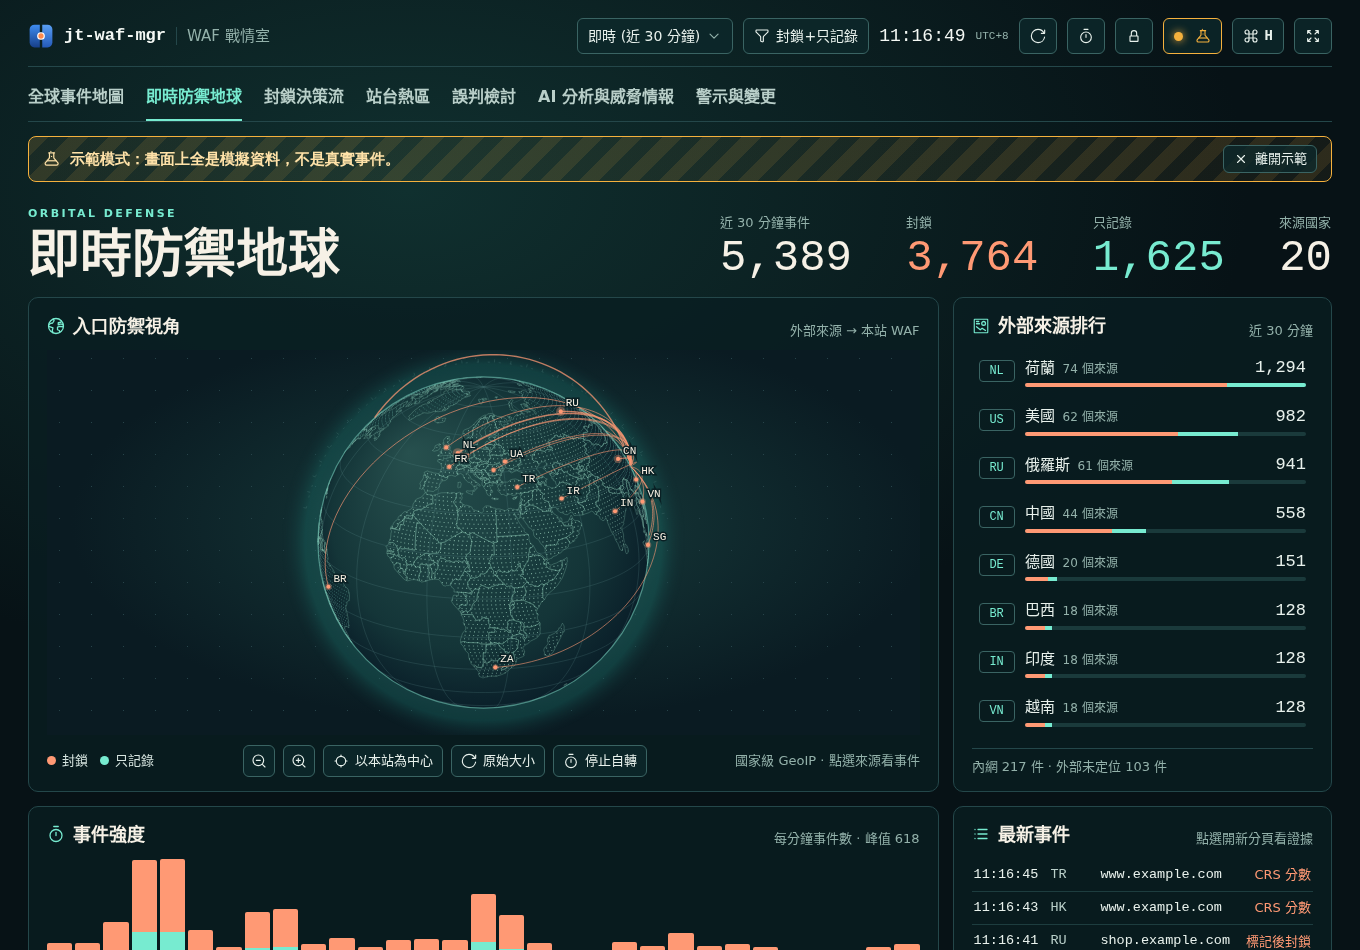 jt-waf-mgr WAF 戰情室 即時 (近 30 分鐘) 封鎖+只記錄 11:16:49 UTC+8 ⌘ H
全球事件地圖 即時防禦地球 封鎖決策流 站台熱區 誤判檢討 AI 分析與威脅情報 警示與變更
示範模式：畫面上全是模擬資料，不是真實事件。 離開示範
ORBITAL DEFENSE
即時防禦地球
近 30 分鐘事件 封鎖 只記錄 來源國家
5,389 3,764 1,625 20
入口防禦視角 外部來源 → 本站 WAF
RU
NL
FR
UA
CN
HK
TR
IR
IN
VN
SG
BR
ZA
封鎖 只記錄 以本站為中心 原始大小 停止自轉 國家級 GeoIP · 點選來源看事件
外部來源排行 近 30 分鐘
NL 荷蘭 74 個來源 1,294
US 美國 62 個來源 982
RU 俄羅斯 61 個來源 941
CN 中國 44 個來源 558
DE 德國 20 個來源 151
BR 巴西 18 個來源 128
IN 印度 18 個來源 128
VN 越南 18 個來源 128
內網 217 件 · 外部未定位 103 件
事件強度 每分鐘事件數 · 峰值 618
最新事件 點選開新分頁看證據
11:16:45 TR www.example.com CRS 分數
11:16:43 HK www.example.com CRS 分數
11:16:41 RU shop.example.com 標記後封鎖